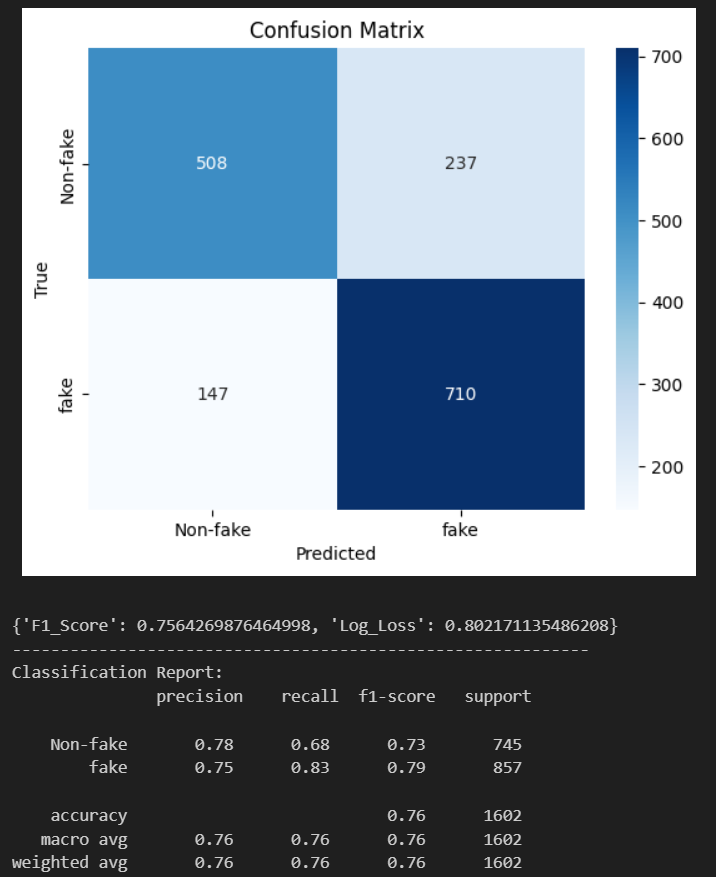 Confusion Matrix
700
Non-fake
508
237
600
500
True
400
fake
147
710
300
200
Non-fake
fake
Predicted
{'F1_Score': 0.7564269876464998, 'Log_Loss': 0.802171135486208}
------------------------------------------------------------
Classification Report:
precision recall f1-score support
Non-fake 0.78 0.68 0.73 745
fake 0.75 0.83 0.79 857
accuracy 0.76 1602
macro avg 0.76 0.76 0.76 1602
weighted avg 0.76 0.76 0.76 1602